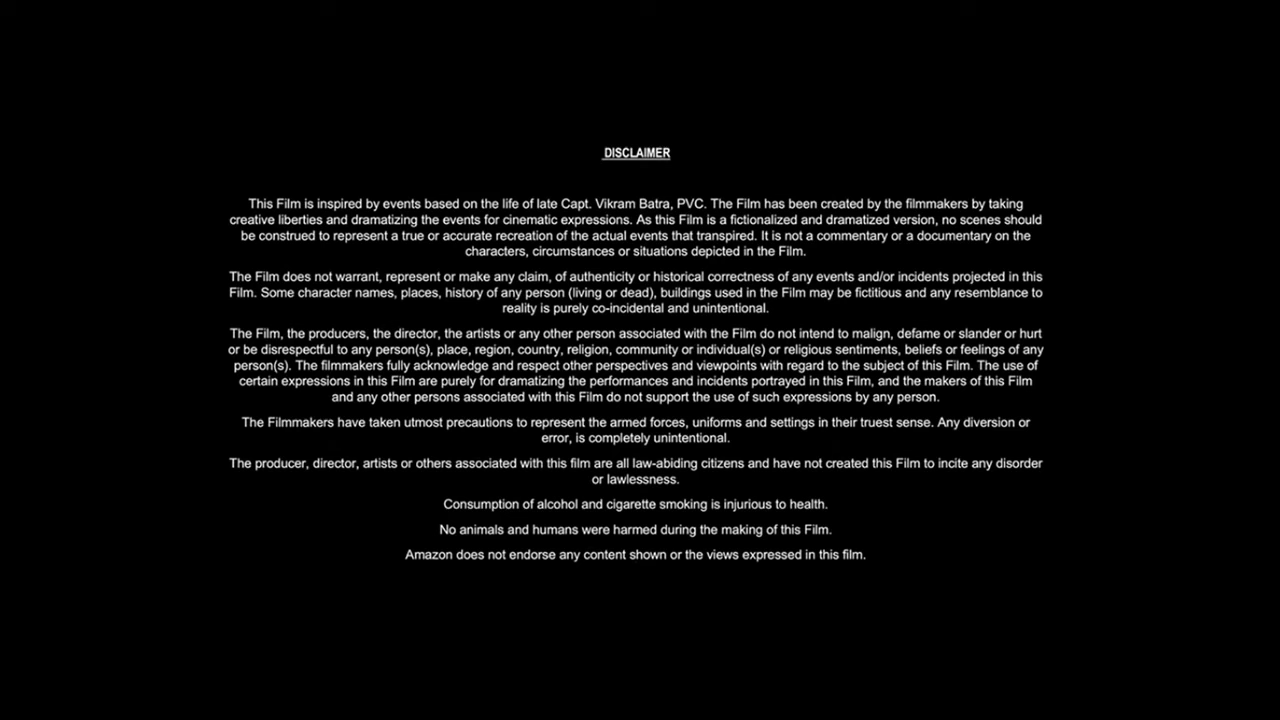 DISCLAIMER
This Film is inspired by events based on the life of late Capt. Vikram Batra, PVC. The Film has been created by the filmmakers by taking
creative liberties and dramatizing the events for cinematic expressions. As this Film is a fictionalized and dramatized version, no scenes should
be construed to represent a true or accurate recreation of the actual events that transpired. It is not a commentary or a documentary on the
characters, circumstances or situations depicted in the Film.
The Film does not warrant, represent or make any claim, of authenticity or historical correctness of any events and/or incidents projected in this
Film. Some character names, places, history of any person (living or dead), buildings used in the Film may be fictitious and any resemblance to
reality is purely co-incidental and unintentional.
The Film, the producers, the director, the artists or any other person associated with the Film do not intend to malign, defame or slander or hurt
or be disrespectful to any person(s), place, region, country, religion, community or individual(s) or religious sentiments, beliefs or feelings of any
person(s). The filmmakers fully acknowledge and respect other perspectives and viewpoints with regard to the subject of this Film. The use of
certain expressions in this Film are purely for dramatizing the performances and incidents portrayed in this Film, and the makers of this Film
and any other persons associated with this Film do not support the use of such expressions by any person.
The Filmmakers have taken utmost precautions to represent the armed forces, uniforms and settings in their truest sense. Any diversion or
error, is completely unintentional.
The producer, director, artists or others associated with this film are all law-abiding citizens and have not created this Film to incite any disorder
or lawlessness.
Consumption of alcohol and cigarette smoking is injurious to health.
No animals and humans were harmed during the making of this Film.
Amazon does not endorse any content shown or the views expressed in this film.